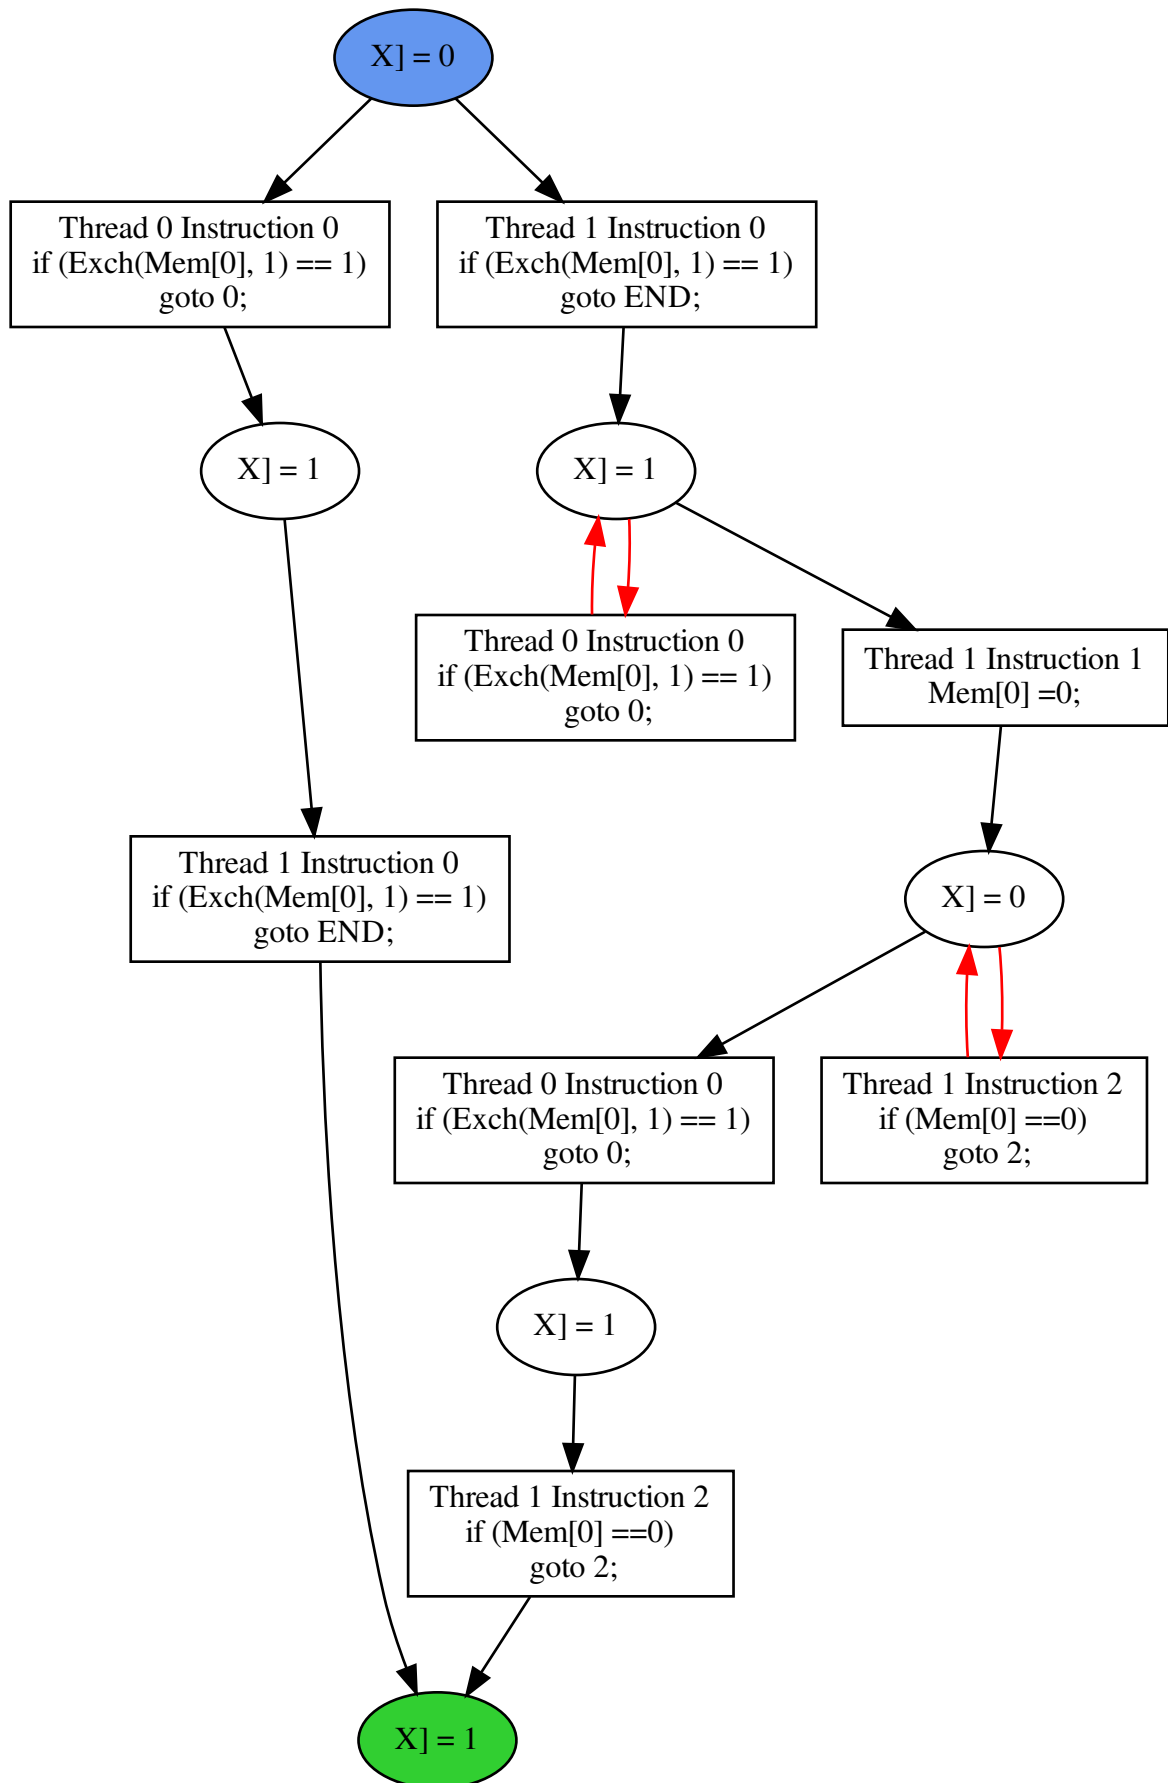 X] = 0
Thread 0 Instruction 0
if (Exch(Mem[0], 1) == 1)
goto 0;
Thread 1 Instruction 0
if (Exch(Mem[0], 1) == 1)
goto END;
X] = 1
X] = 1
Thread 0 Instruction 0
if (Exch(Mem[0], 1) == 1)
goto 0;
Thread 1 Instruction 1
Mem[0] =0;
Thread 1 Instruction 0
if (Exch(Mem[0], 1) == 1)
goto END;
X] = 0
Thread 0 Instruction 0
if (Exch(Mem[0], 1) == 1)
goto 0;
Thread 1 Instruction 2
if (Mem[0] ==0)
goto 2;
X] = 1
Thread 1 Instruction 2
if (Mem[0] ==0)
goto 2;
X] = 1